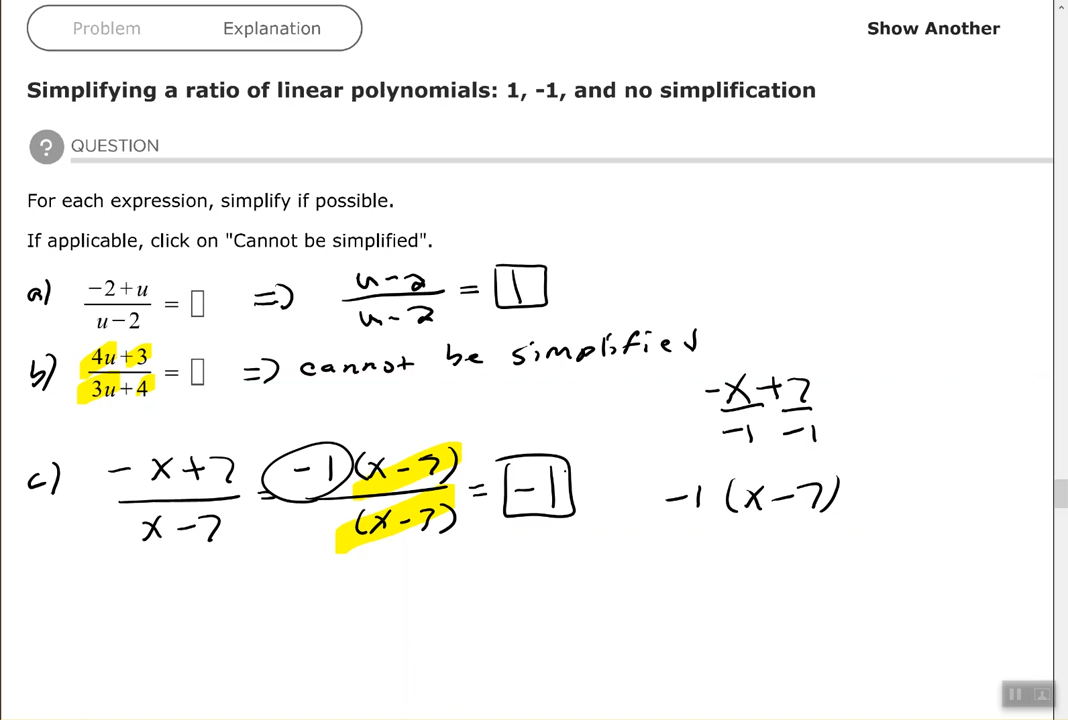 Problem Explanation Show Another
Simplifying a ratio of linear polynomials: 1, -1, and no simplification
? QUESTION
For each expression, simplify if possible.
If applicable, click on "Cannot be simplified".
a) (−2+u)/(u−2) = □ => (u-2)/(u-2) = 1
b) (4u+3)/(3u+4) = □ => cannot be simplified
-x/-1 + 7/-1
c) (-x+7)/(x-7) = -1(x-7)/(x-7) = -1
-1(x-7)